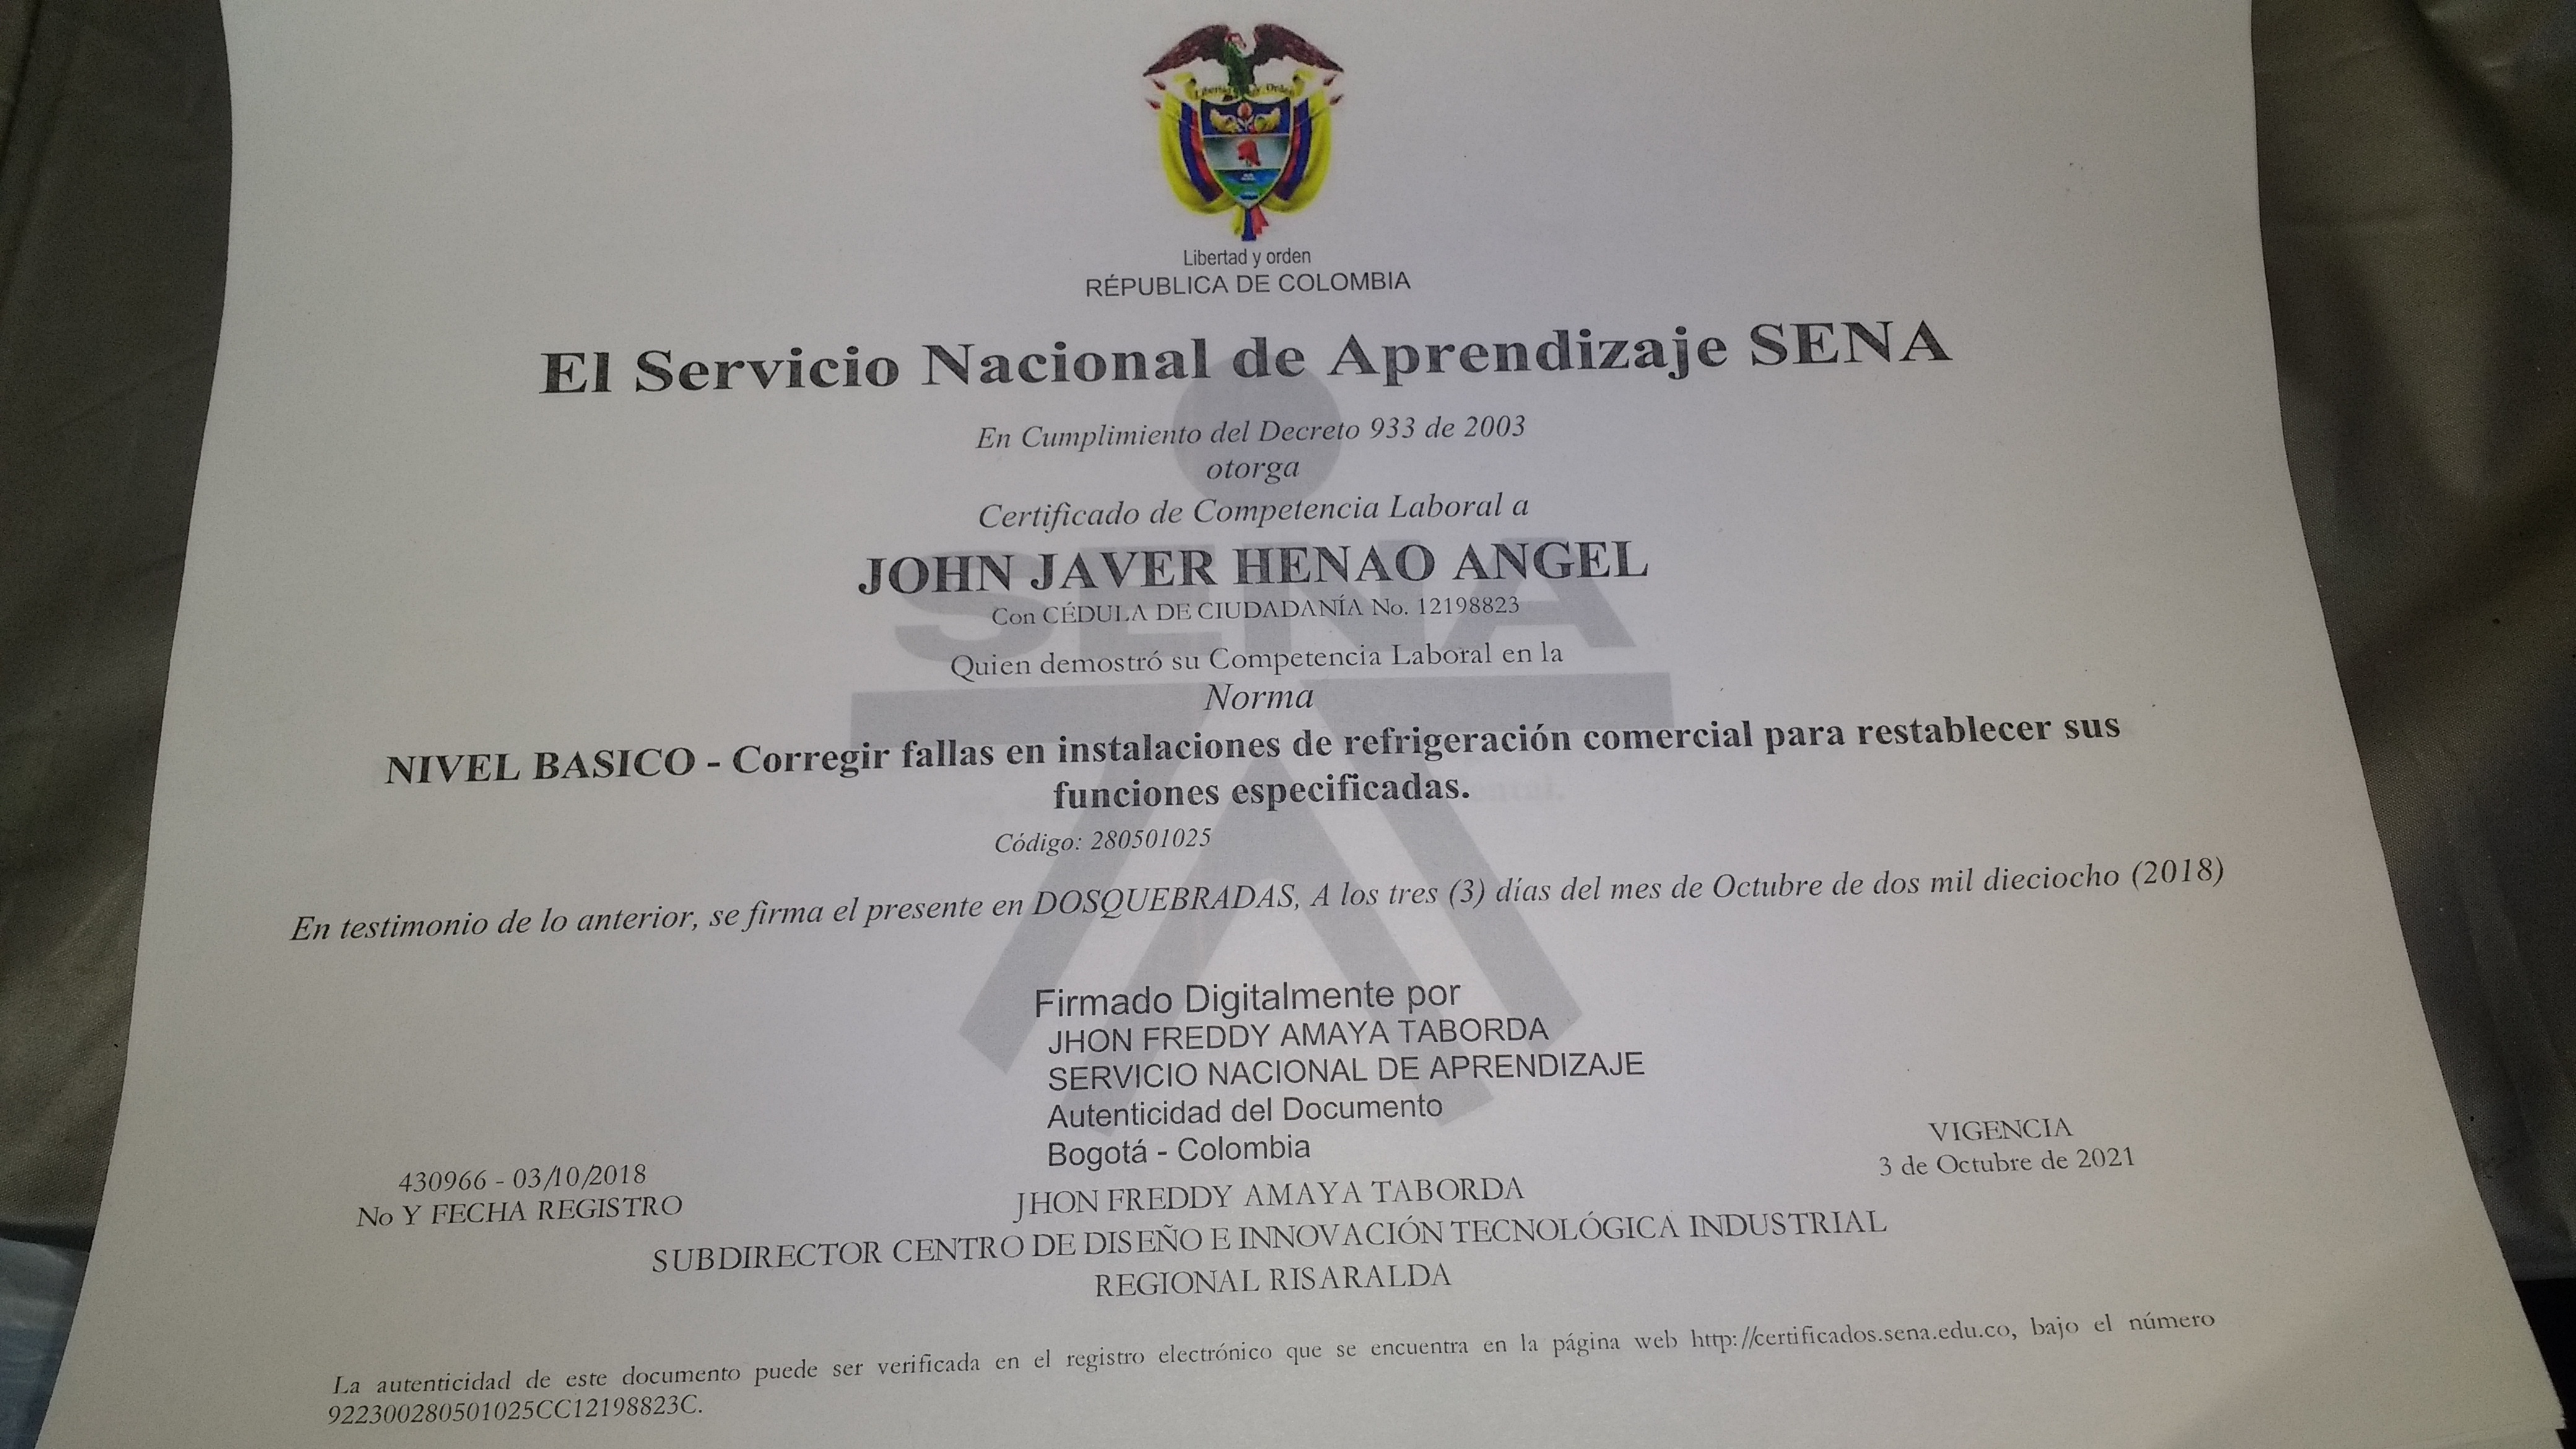 Libertad y Orden
Libertad y orden
RÉPUBLICA DE COLOMBIA
El Servicio Nacional de Aprendizaje SENA
En Cumplimiento del Decreto 933 de 2003
otorga
Certificado de Competencia Laboral a
JOHN JAVER HENAO ANGEL
Con CÉDULA DE CIUDADANÍA No. 12198823
SENA
Quien demostró su Competencia Laboral en la
Norma
NIVEL BASICO - Corregir fallas en instalaciones de refrigeración comercial para restablecer sus
funciones especificadas.
Código: 280501025
En testimonio de lo anterior, se firma el presente en DOSQUEBRADAS, A los tres (3) días del mes de Octubre de dos mil dieciocho (2018)
Firmado Digitalmente por
JHON FREDDY AMAYA TABORDA
SERVICIO NACIONAL DE APRENDIZAJE
Autenticidad del Documento
Bogotá - Colombia
VIGENCIA
3 de Octubre de 2021
430966 - 03/10/2018
No Y FECHA REGISTRO
JHON FREDDY AMAYA TABORDA
SUBDIRECTOR CENTRO DE DISEÑO E INNOVACIÓN TECNOLÓGICA INDUSTRIAL
REGIONAL RISARALDA
La autenticidad de este documento puede ser verificada en el registro electrónico que se encuentra en la página web http://certificados.sena.edu.co, bajo el número
922300280501025CC12198823C.